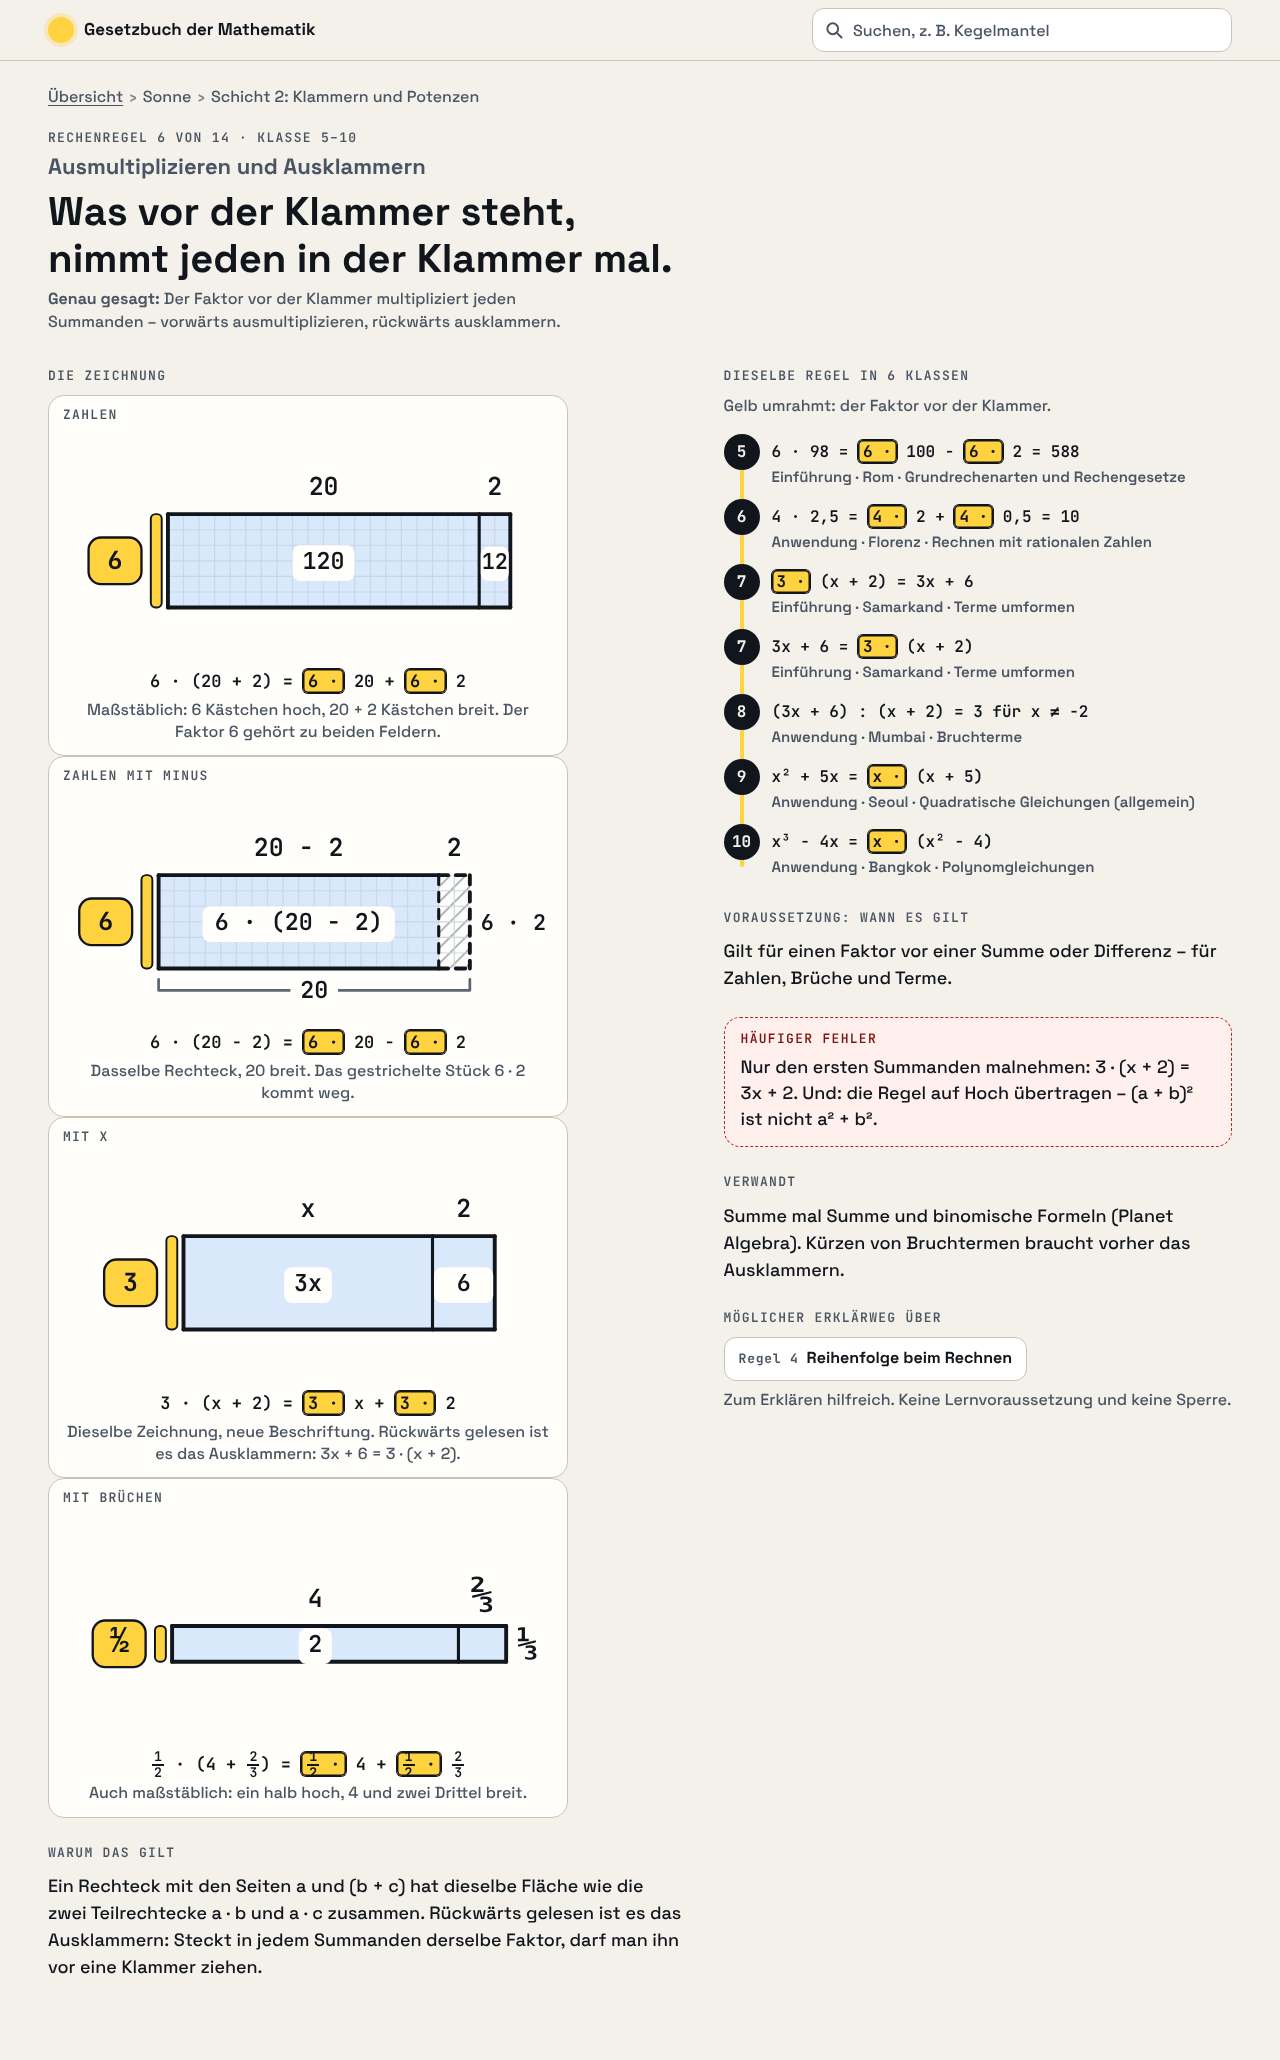 Gesetzbuch der Mathematik
Suchen, z. B. Kegelmantel
Übersicht > Sonne > Schicht 2: Klammern und Potenzen
RECHENREGEL 6 VON 14 · KLASSE 5–10
Ausmultiplizieren und Ausklammern
Was vor der Klammer steht,
nimmt jeden in der Klammer mal.
Genau gesagt: Der Faktor vor der Klammer multipliziert jeden
Summanden – vorwärts ausmultiplizieren, rückwärts ausklammern.
DIE ZEICHNUNG
ZAHLEN
20 2
6 120 12
6 · (20 + 2) = 6 · 20 + 6 · 2
Maßstäblich: 6 Kästchen hoch, 20 + 2 Kästchen breit. Der
Faktor 6 gehört zu beiden Feldern.
ZAHLEN MIT MINUS
20 - 2 2
6 6 · (20 - 2) 6 · 2
20
6 · (20 - 2) = 6 · 20 - 6 · 2
Dasselbe Rechteck, 20 breit. Das gestrichelte Stück 6 · 2
kommt weg.
MIT X
x 2
3 3x 6
3 · (x + 2) = 3 · x + 3 · 2
Dieselbe Zeichnung, neue Beschriftung. Rückwärts gelesen ist
es das Ausklammern: 3x + 6 = 3 · (x + 2).
MIT BRÜCHEN
4 ⅔
½ 2 ⅓
1/2 · (4 + 2/3) = 1/2 · 4 + 1/2 · 2/3
Auch maßstäblich: ein halb hoch, 4 und zwei Drittel breit.
WARUM DAS GILT
Ein Rechteck mit den Seiten a und (b + c) hat dieselbe Fläche wie die
zwei Teilrechtecke a · b und a · c zusammen. Rückwärts gelesen ist es das
Ausklammern: Steckt in jedem Summanden derselbe Faktor, darf man ihn
vor eine Klammer ziehen.
DIESELBE REGEL IN 6 KLASSEN
Gelb umrahmt: der Faktor vor der Klammer.
5 6 · 98 = 6 · 100 - 6 · 2 = 588
Einführung · Rom · Grundrechenarten und Rechengesetze
6 4 · 2,5 = 4 · 2 + 4 · 0,5 = 10
Anwendung · Florenz · Rechnen mit rationalen Zahlen
7 3 · (x + 2) = 3x + 6
Einführung · Samarkand · Terme umformen
7 3x + 6 = 3 · (x + 2)
Einführung · Samarkand · Terme umformen
8 (3x + 6) : (x + 2) = 3 für x ≠ -2
Anwendung · Mumbai · Bruchterme
9 x² + 5x = x · (x + 5)
Anwendung · Seoul · Quadratische Gleichungen (allgemein)
10 x³ - 4x = x · (x² - 4)
Anwendung · Bangkok · Polynomgleichungen
VORAUSSETZUNG: WANN ES GILT
Gilt für einen Faktor vor einer Summe oder Differenz – für
Zahlen, Brüche und Terme.
HÄUFIGER FEHLER
Nur den ersten Summanden malnehmen: 3 · (x + 2) =
3x + 2. Und: die Regel auf Hoch übertragen – (a + b)²
ist nicht a² + b².
VERWANDT
Summe mal Summe und binomische Formeln (Planet
Algebra). Kürzen von Bruchtermen braucht vorher das
Ausklammern.
MÖGLICHER ERKLÄRWEG ÜBER
Regel 4 Reihenfolge beim Rechnen
Zum Erklären hilfreich. Keine Lernvoraussetzung und keine Sperre.